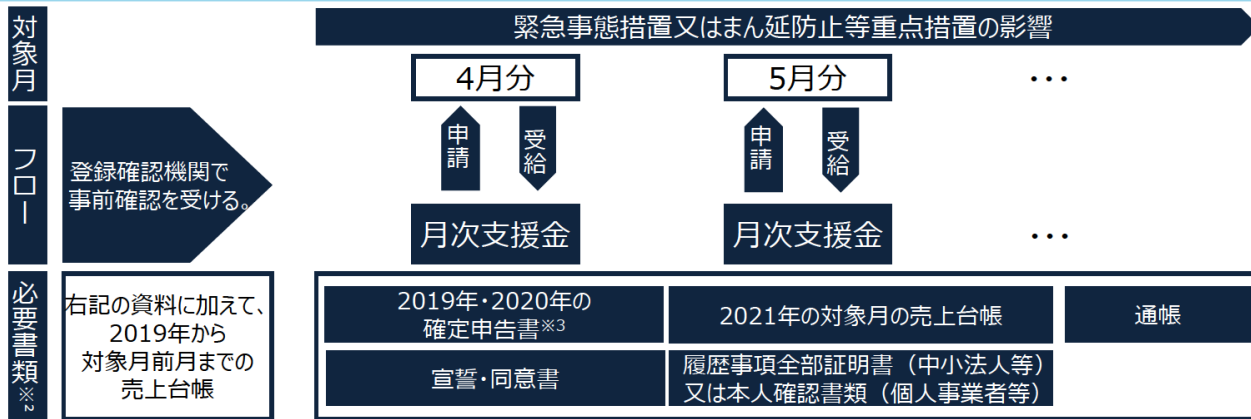 対象月
緊急事態措置又はまん延防止等重点措置の影響
4月分
5月分
・・・
フロー
登録確認機関で
事前確認を受ける。
申請
受給
申請
受給
月次支援金
月次支援金
・・・
必要書類※2
右記の資料に加えて、
2019年から
対象月前月までの
売上台帳
2019年・2020年の
確定申告書※3
2021年の対象月の売上台帳
通帳
宣誓・同意書
履歴事項全部証明書（中小法人等）
又は本人確認書類（個人事業者等）